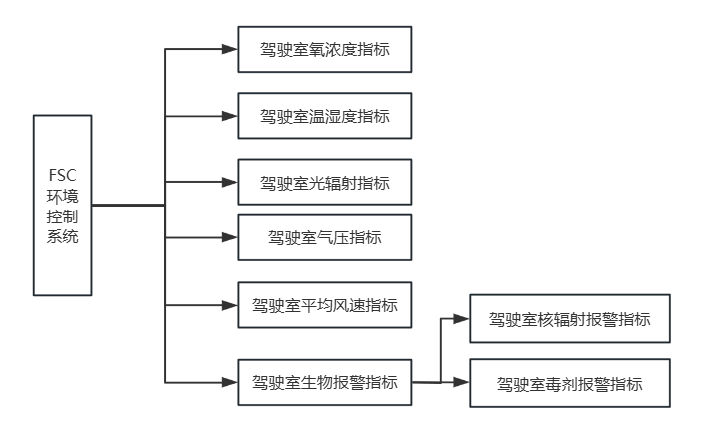 驾驶室氧浓度指标
驾驶室温湿度指标
FSC
环境
控制
系统
驾驶室光辐射指标
驾驶室气压指标
驾驶室平均风速指标
驾驶室核辐射报警指标
驾驶室生物报警指标
驾驶室毒剂报警指标